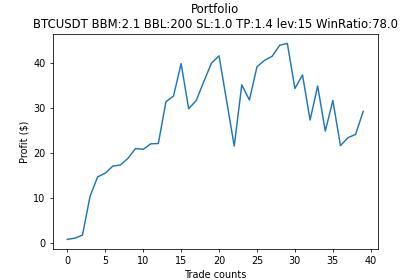 Portfolio
BTCUSDT BBM:2.1 BBL:200 SL:1.0 TP:1.4 lev:15 WinRatio:78.0
Profit ($)
40
30
20
10
0
0 5 10 15 20 25 30 35 40
Trade counts